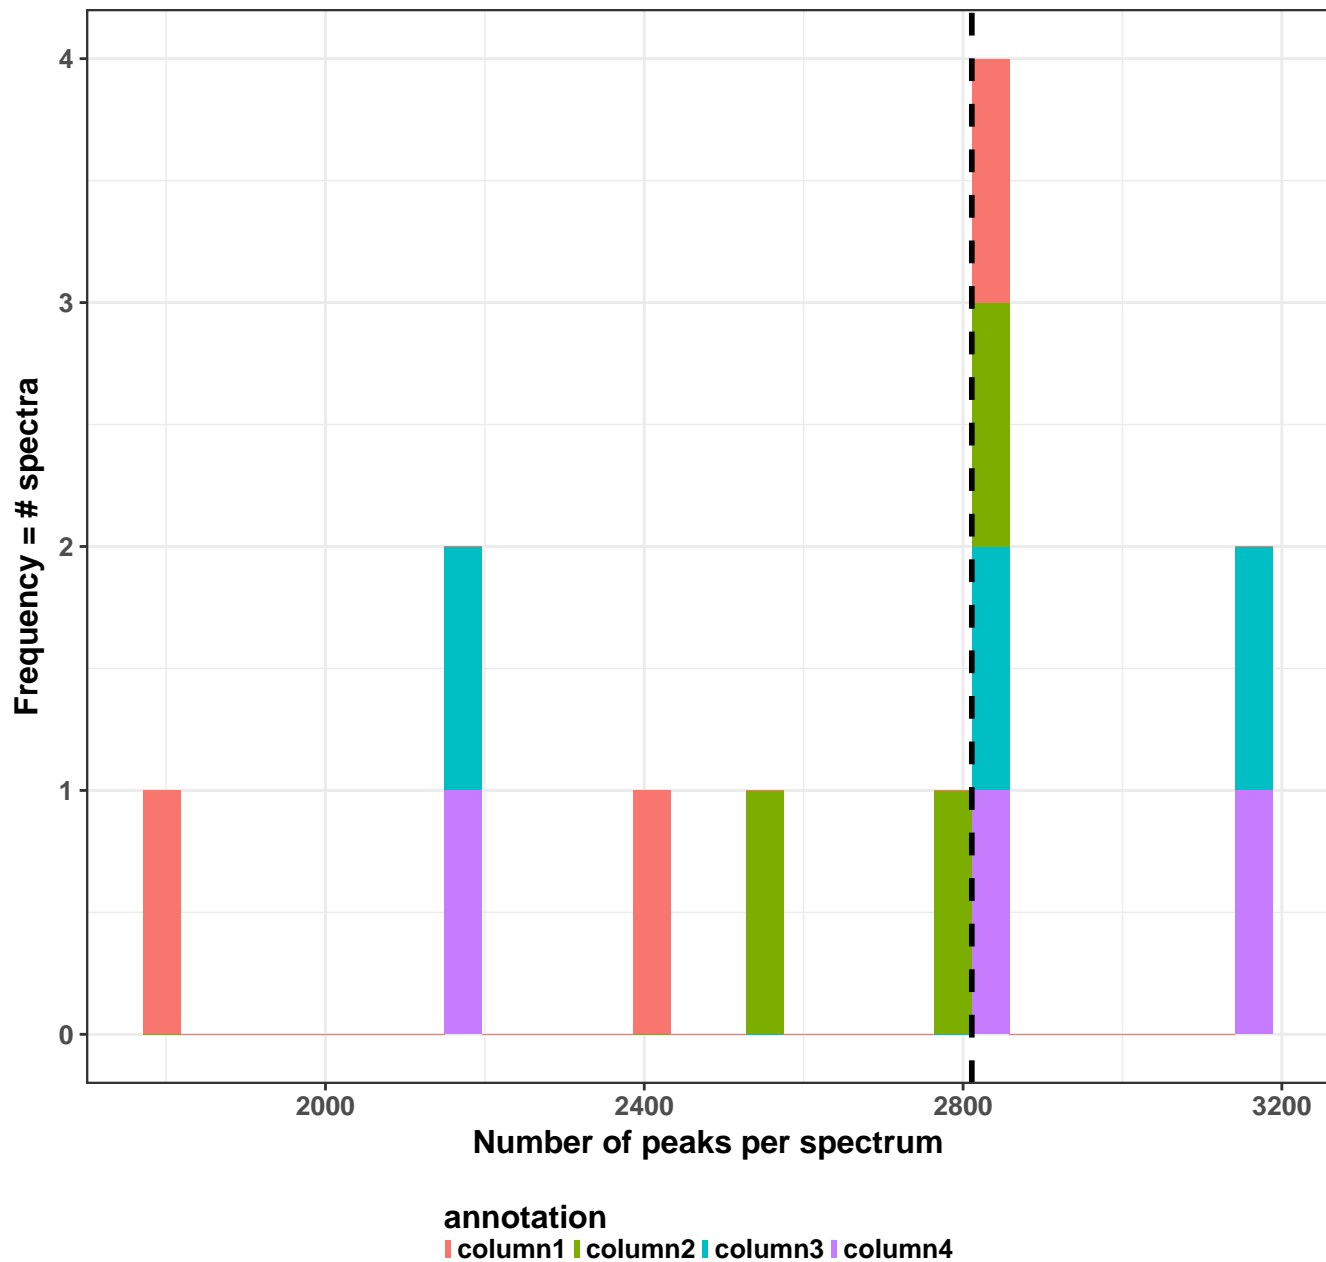 4
3
2
1
0
Frequency = # spectra
2000 2400 2800 3200
Number of peaks per spectrum
annotation
column1 column2 column3 column4